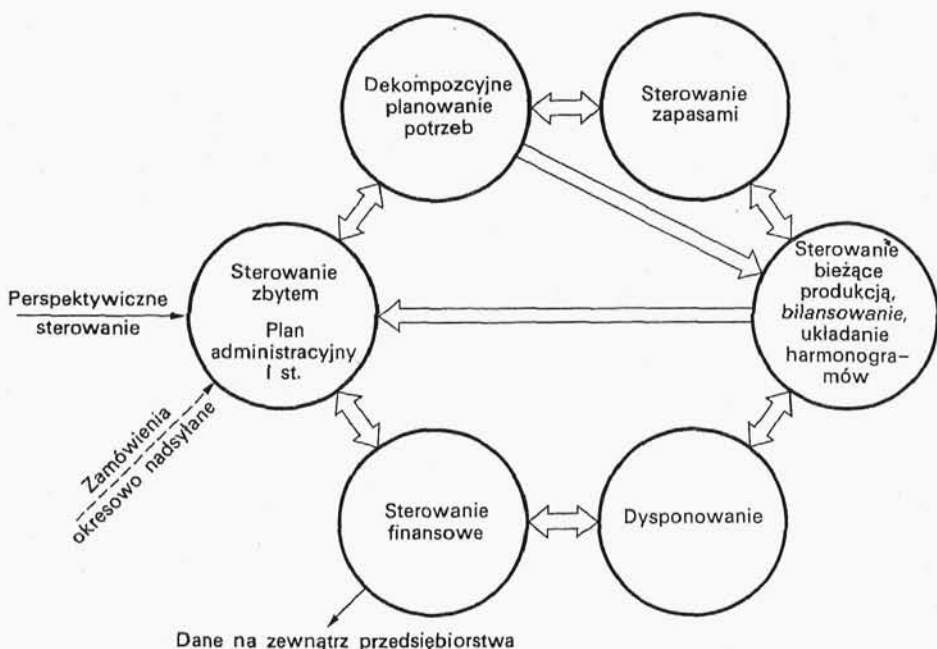 Dekompozcyjne
planowanie
potrzeb
Sterowanie
zapasami
Sterowanie
zbytem
Plan
administracyjny
I st.
Sterowanie
bieżące
produkcją,
bilansowanie,
układanie
harmonogra-
mów
Perspektywiczne
sterowanie
Zamówienia
okresowo nadsyłane
Sterowanie
finansowe
Dysponowanie
Dane na zewnątrz przedsiębiorstwa